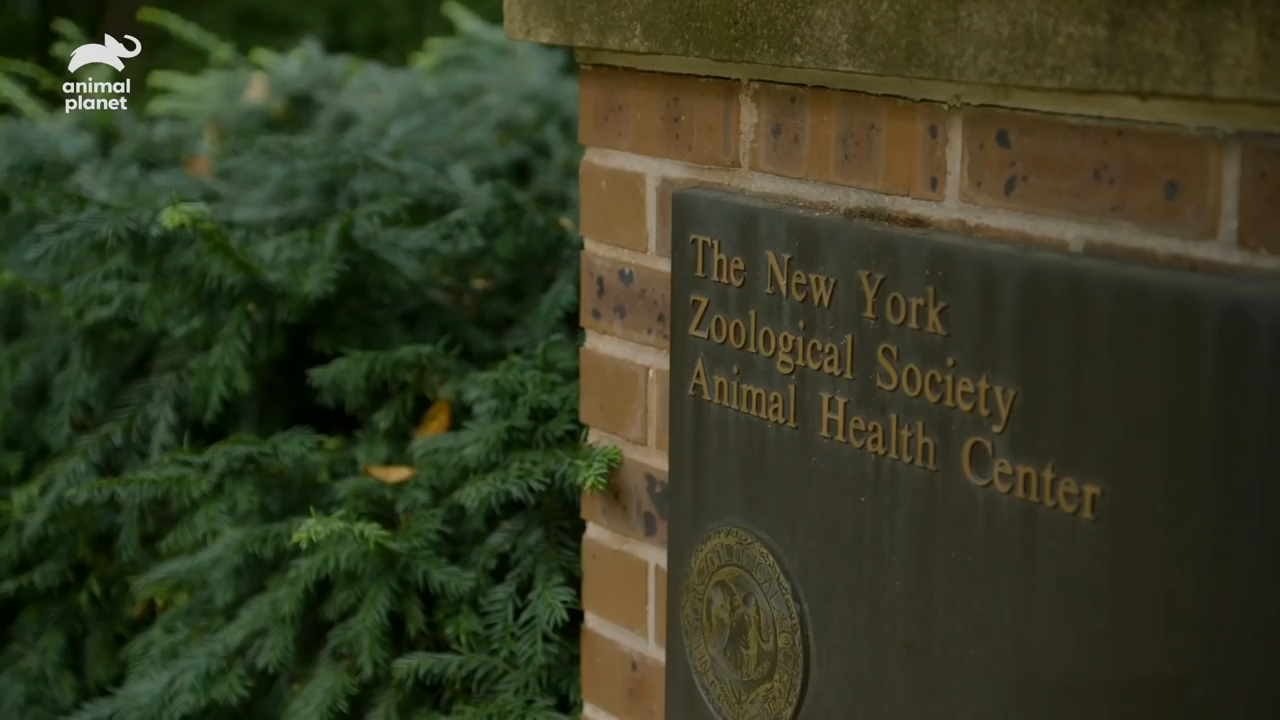 animal
planet
The New York
Zoological Society
Animal Health Center